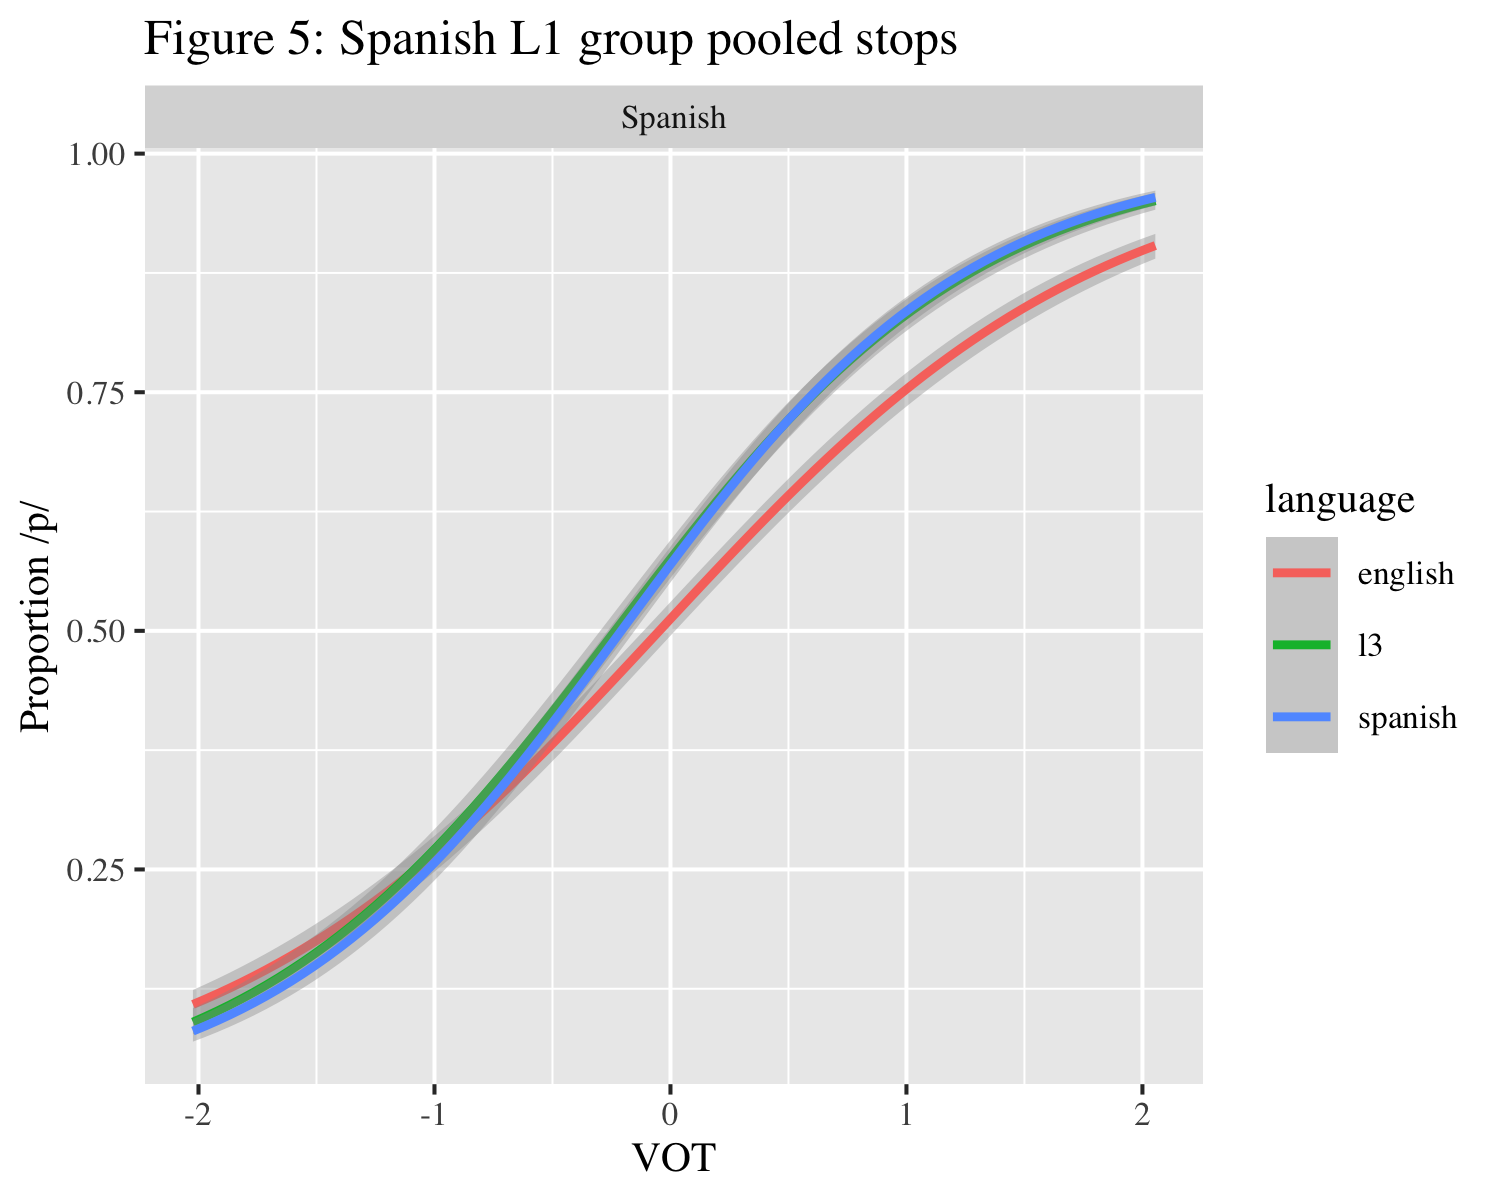 Figure 5: Spanish L1 group pooled stops
Spanish
1.00
0.75
0.50
0.25
Proportion /p/
-2
-1
0
1
2
VOT
language
english
l3
spanish